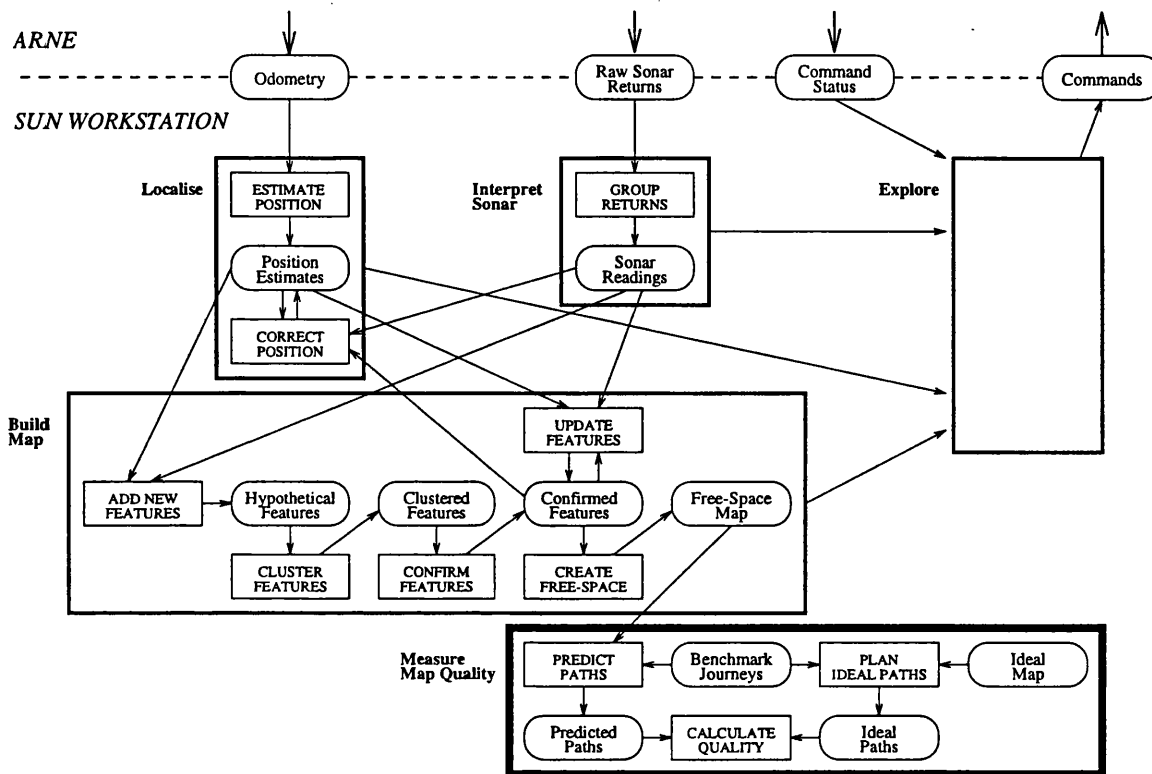 ARNE
Odometry
Raw Sonar
Returns
Command
Status
Commands
SUN WORKSTATION
Localise
ESTIMATE
POSITION
Position
Estimates
CORRECT
POSITION
Interpret
Sonar
GROUP
RETURNS
Sonar
Readings
Explore
Build
Map
UPDATE
FEATURES
ADD NEW
FEATURES
Hypothetical
Features
Clustered
Features
Confirmed
Features
Free-Space
Map
CLUSTER
FEATURES
CONFIRM
FEATURES
CREATE
FREE-SPACE
Measure
Map Quality
PREDICT
PATHS
Benchmark
Journeys
PLAN
IDEAL PATHS
Ideal
Map
Predicted
Paths
CALCULATE
QUALITY
Ideal
Paths